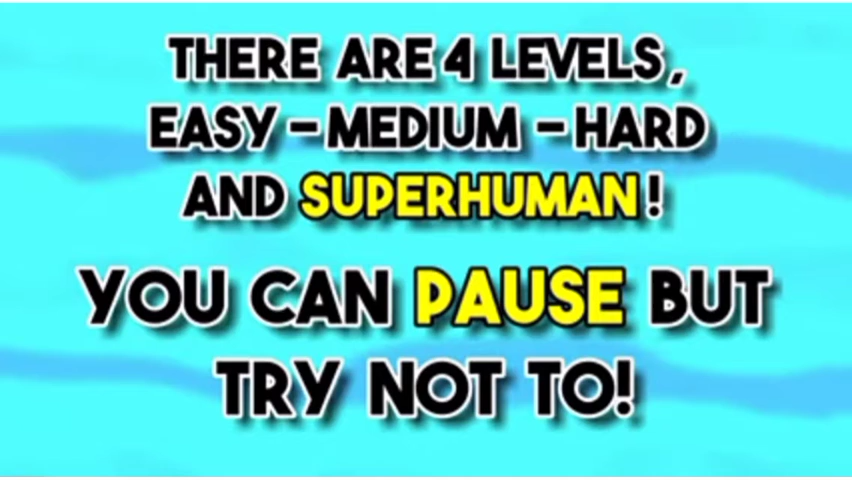 THERE ARE 4 LEVELS,
EASY – MEDIUM – HARD
AND SUPERHUMAN!
YOU CAN PAUSE BUT
TRY NOT TO!